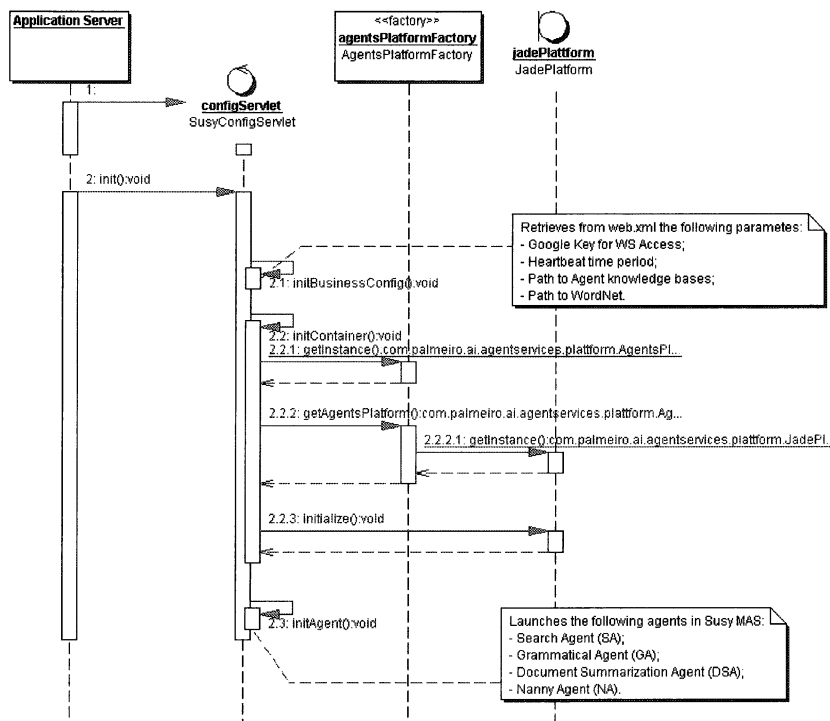 Application Server
<<factory>>
agentsPlatformFactory
AgentsPlatformFactory
jadePlattform
JadePlatform
1:
configServlet
SusyConfigServlet
2: init():void
Retrieves from web.xml the following parametes:
- Google Key for WS Access;
- Heartbeat time period;
- Path to Agent knowledge bases;
- Path to WordNet.
2.1: initBusinessConfig():void
2.2: initContainer():void
2.2.1: getInstance():com.palmeiro.ai.agentservices.plattform.AgentsPl...
2.2.2: getAgentsPlatform():com.palmeiro.ai.agentservices.plattform.Ag...
2.2.2.1: getInstance():com.palmeiro.ai.agentservices.plattform.JadePl...
2.2.3: initialize():void
2.3: initAgent():void
Launches the following agents in Susy MAS:
- Search Agent (SA);
- Grammatical Agent (GA);
- Document Summarization Agent (DSA);
- Nanny Agent (NA).